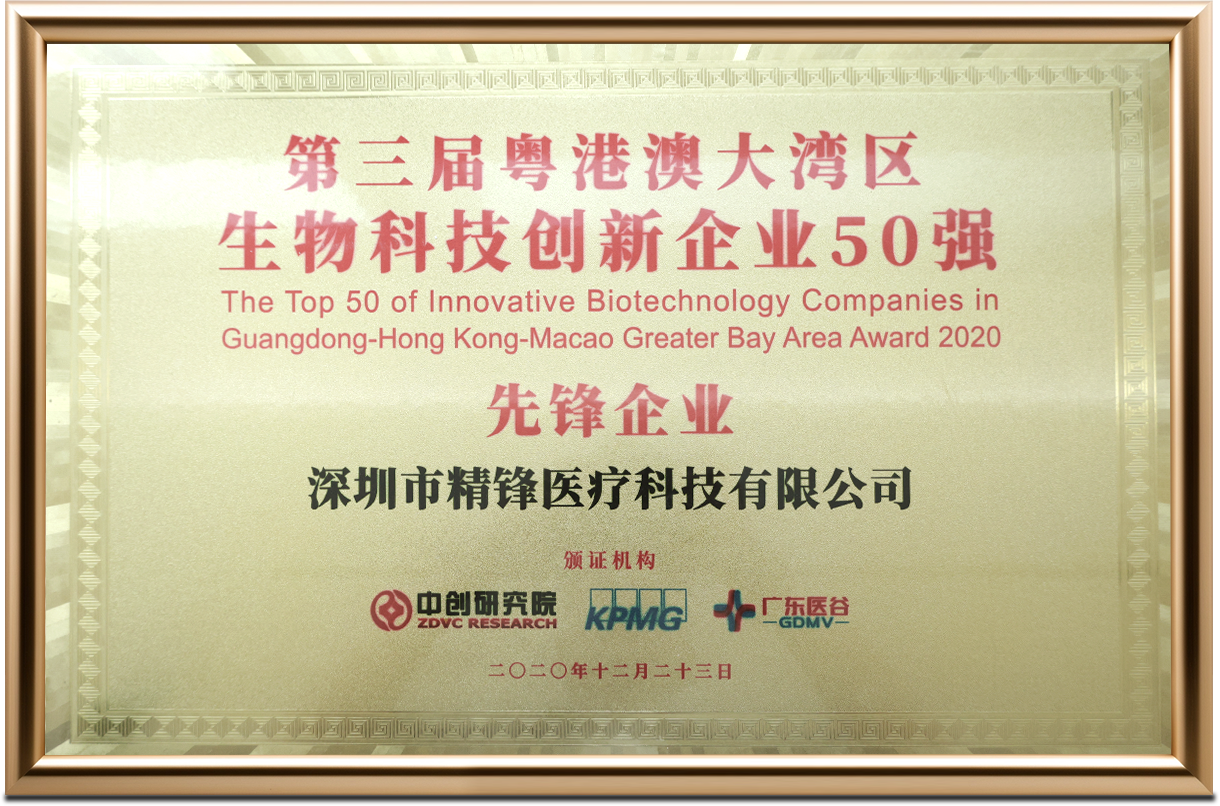 第三届粤港澳大湾区
生物科技创新企业50强
The Top 50 of Innovative Biotechnology Companies in
Guangdong-Hong Kong-Macao Greater Bay Area Award 2020
先锋企业
深圳市精锋医疗科技有限公司
颁证机构
中创研究院
ZDVC RESEARCH
KPMG
广东医谷
GDMV
二〇二〇年十二月二十三日